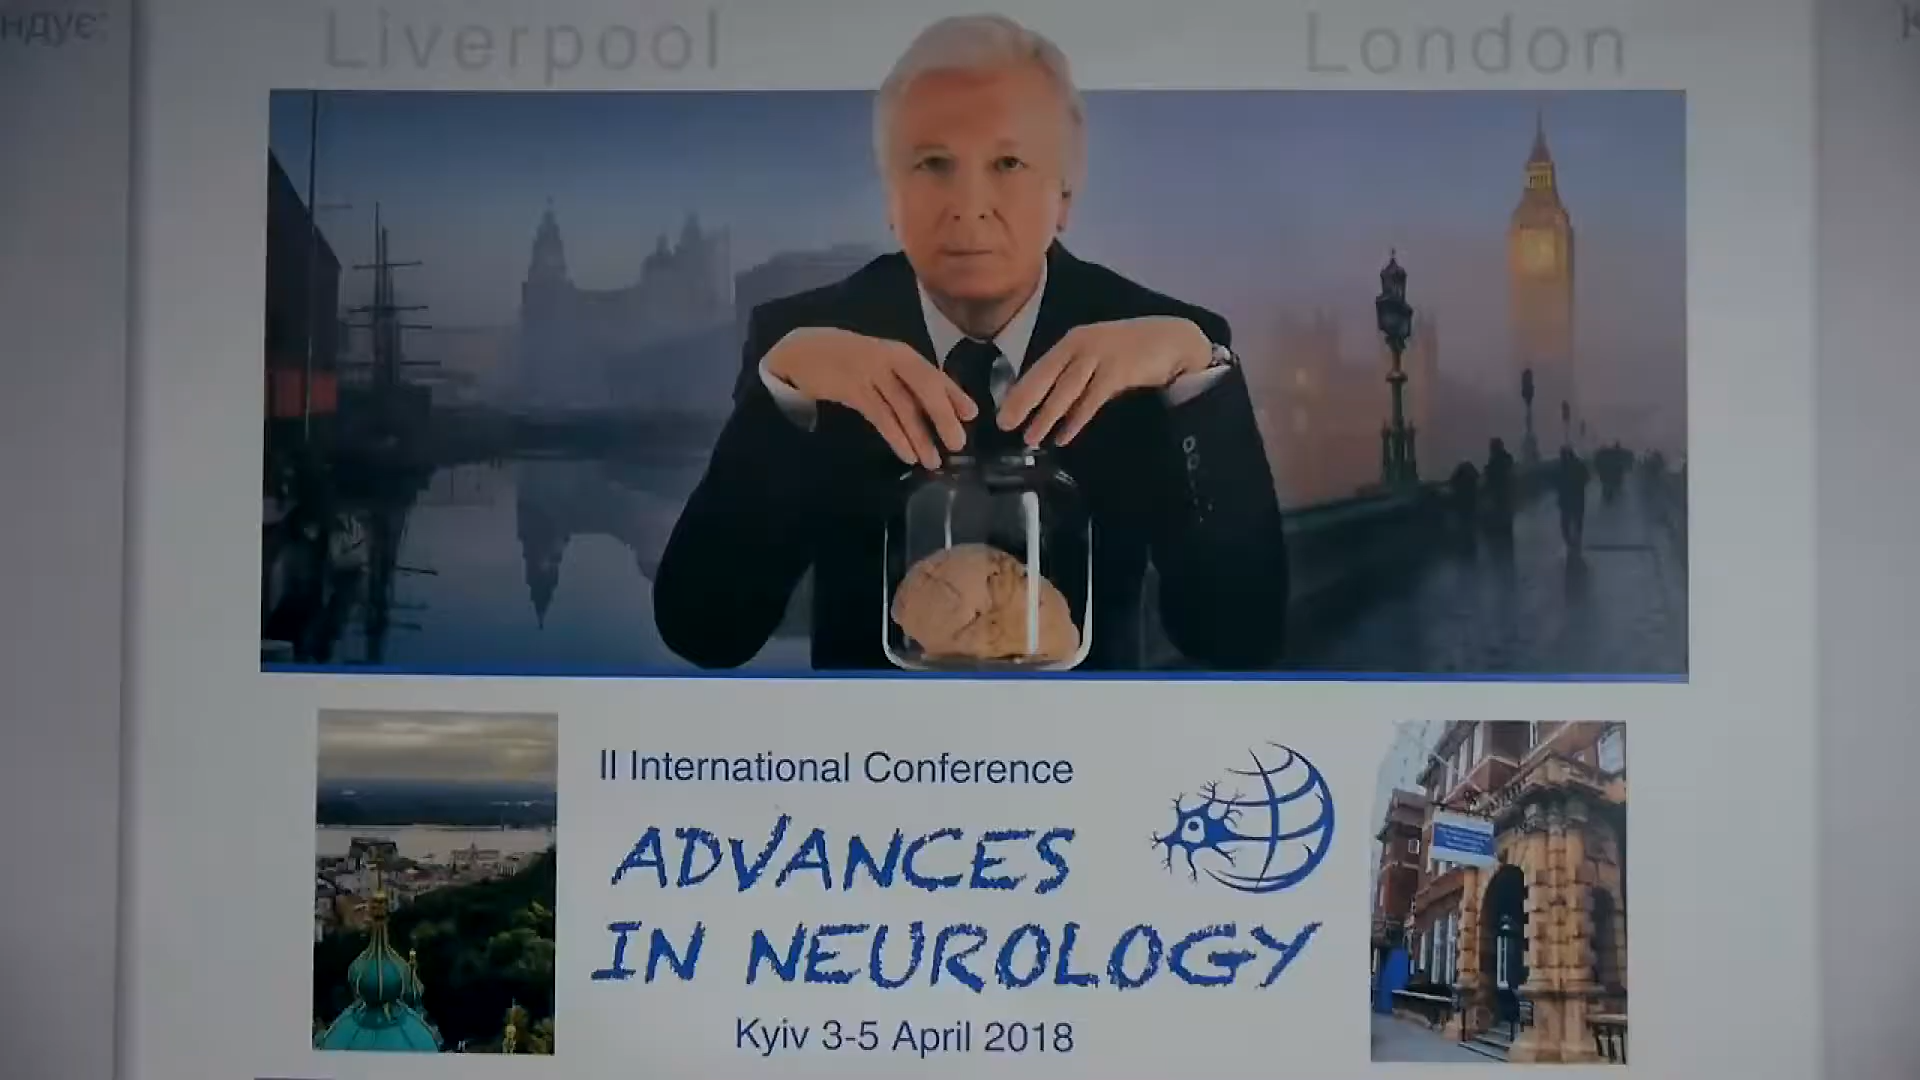 Liverpool
London
II International Conference
ADVANCES
IN NEUROLOGY
Kyiv 3-5 April 2018